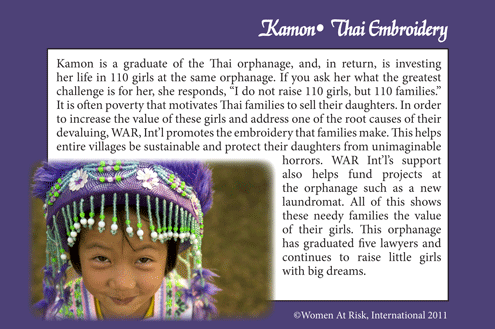 Kamon• Thai Embroidery
Kamon is a graduate of the Thai orphanage, and, in return, is investing
her life in 110 girls at the same orphanage. If you ask her what the greatest
challenge is for her, she responds, “I do not raise 110 girls, but 110 families.”
It is often poverty that motivates Thai families to sell their daughters. In order
to increase the value of these girls and address one of the root causes of their
devaluing, WAR, Int’l promotes the embroidery that families make. This helps
entire villages be sustainable and protect their daughters from unimaginable
horrors. WAR Int’l’s support
also helps fund projects at
the orphanage such as a new
laundromat. All of this shows
these needy families the value
of their girls. This orphanage
has graduated five lawyers and
continues to raise little girls
with big dreams.
©Women At Risk, International 2011